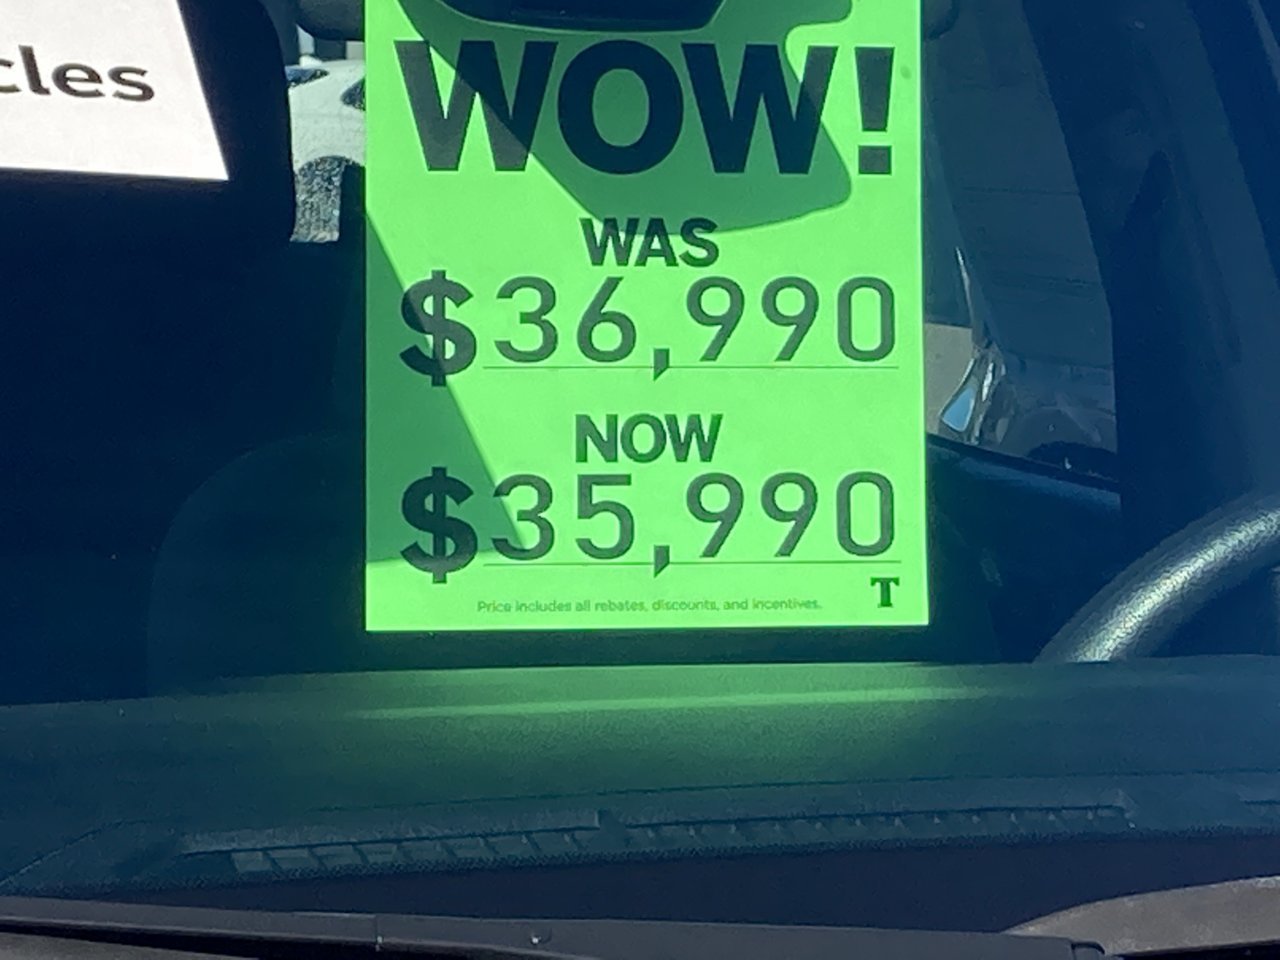 cles
WOW!
WAS
$36,990
NOW
$35,990
T
Price includes all rebates, discounts, and incentives.